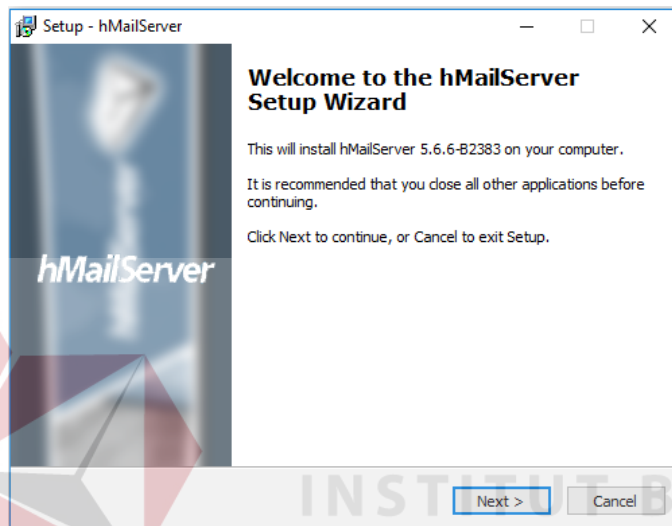 Setup - hMailServer
Welcome to the hMailServer
Setup Wizard
This will install hMailServer 5.6.6-B2383 on your computer.
It is recommended that you close all other applications before
continuing.
Click Next to continue, or Cancel to exit Setup.
hMailServer
INSTITUT B
Next >
Cancel